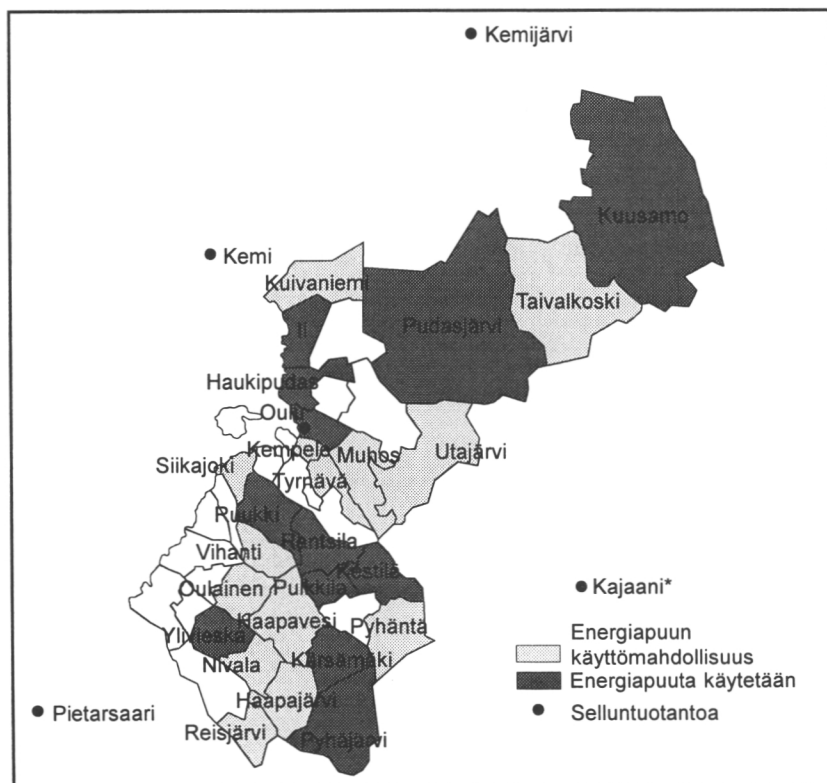 Kemijärvi
Kuusamo
Kemi
Kuivaniemi
Taivalkoski
Ii
Pudasjärvi
Haukipudas
Oulu
Kempele
Muhos
Utajärvi
Siikajoki
Tyrnävä
Ruukki
Rantsila
Vihanti
Kestilä
Oulainen
Pulkkila
Kajaani*
Haapavesi
Pyhäntä
Ylivieska
Kärsämäki
Nivala
Haapajärvi
Reisjärvi
Pyhäjärvi
Pietarsaari
Energiapuun
käyttömahdollisuus
Energiapuuta käytetään
Selluntuotantoa